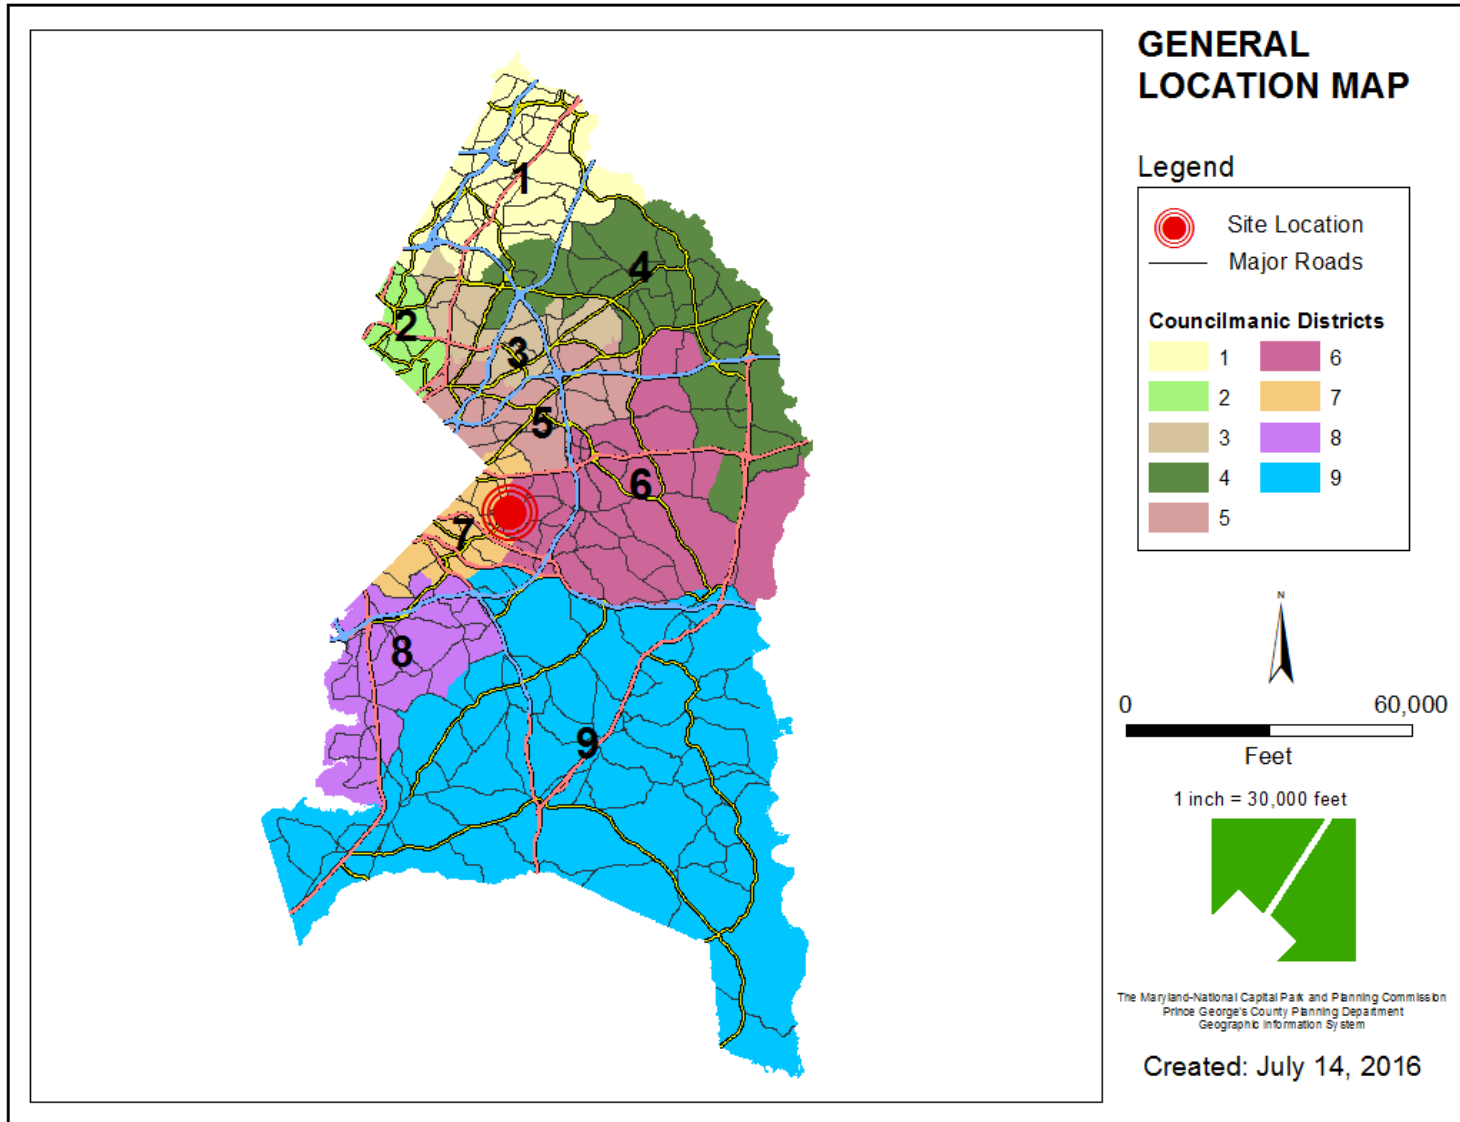 GENERAL
LOCATION MAP
Legend
Site Location
Major Roads
Councilmanic Districts
1 6
2 7
3 8
4 9
5
1
4
2
3
5
6
7
8
9
N
0 60,000
Feet
1 inch = 30,000 feet
The Maryland-National Capital Park and Planning Commission
Prince George's County Planning Department
Geographic Information System
Created: July 14, 2016